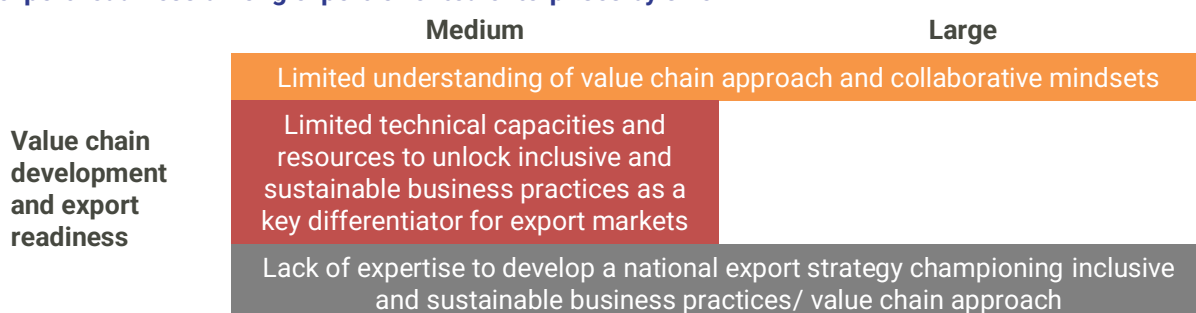 Medium
Large
Limited understanding of value chain approach and collaborative mindsets
Value chain
development
and export
readiness
Limited technical capacities and
resources to unlock inclusive and
sustainable business practices as a
key differentiator for export markets
Lack of expertise to develop a national export strategy championing inclusive
and sustainable business practices/ value chain approach